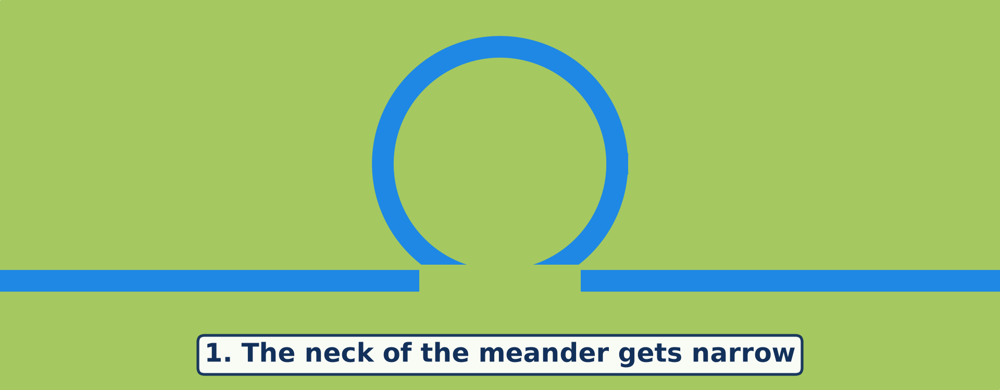 1. The neck of the meander gets narrow